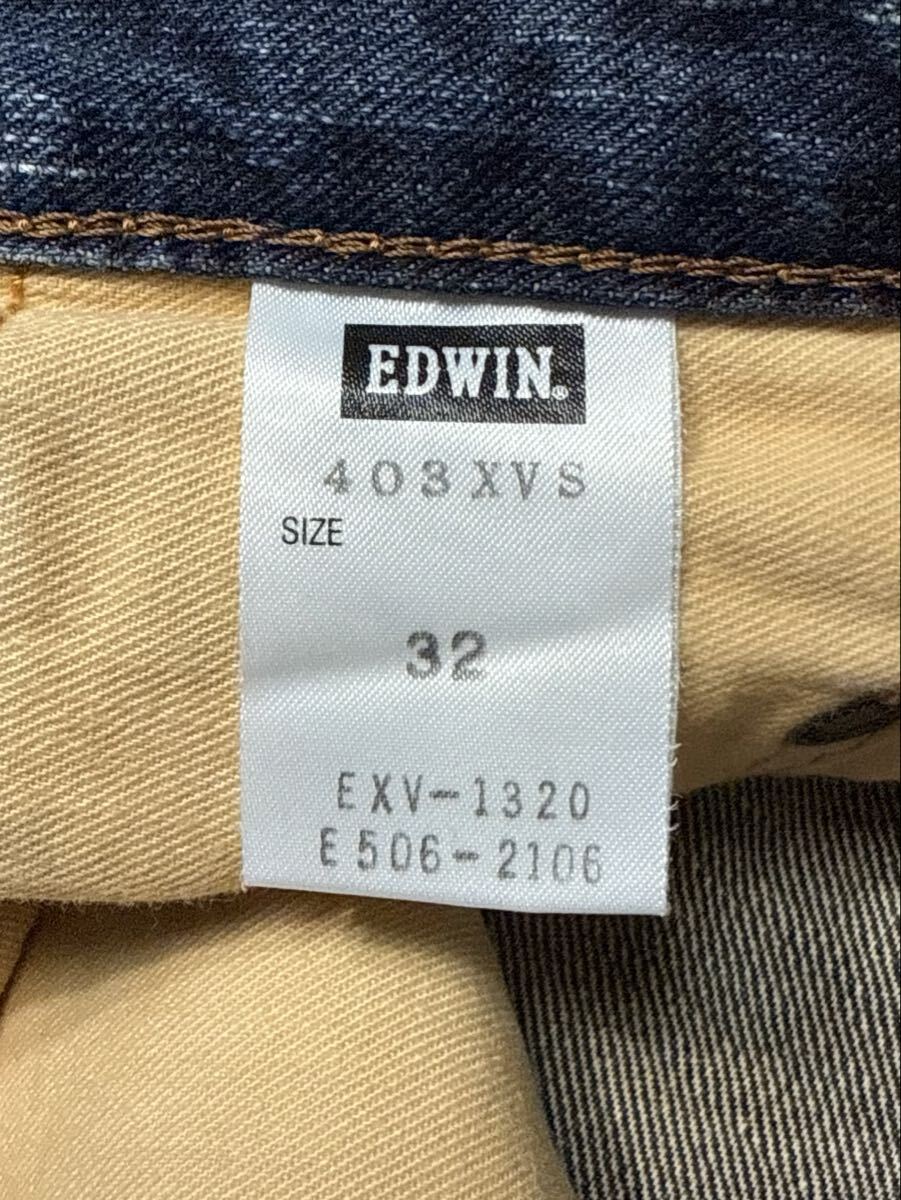 EDWIN.
403XVS
SIZE
32
EXV-1320
E506-2106